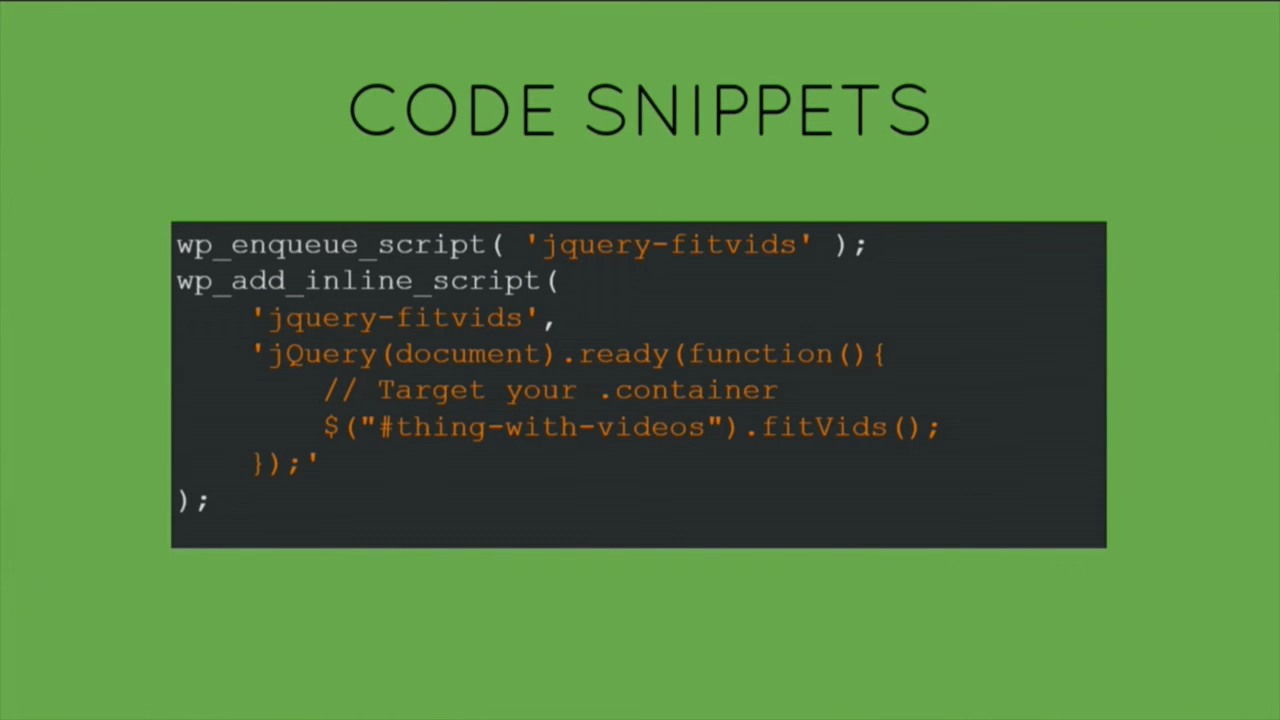 CODE SNIPPETS
wp_enqueue_script( 'jquery-fitvids' );
wp_add_inline_script(
    'jquery-fitvids',
    'jQuery(document).ready(function(){
        // Target your .container
        $("#thing-with-videos").fitVids();
    });'
);